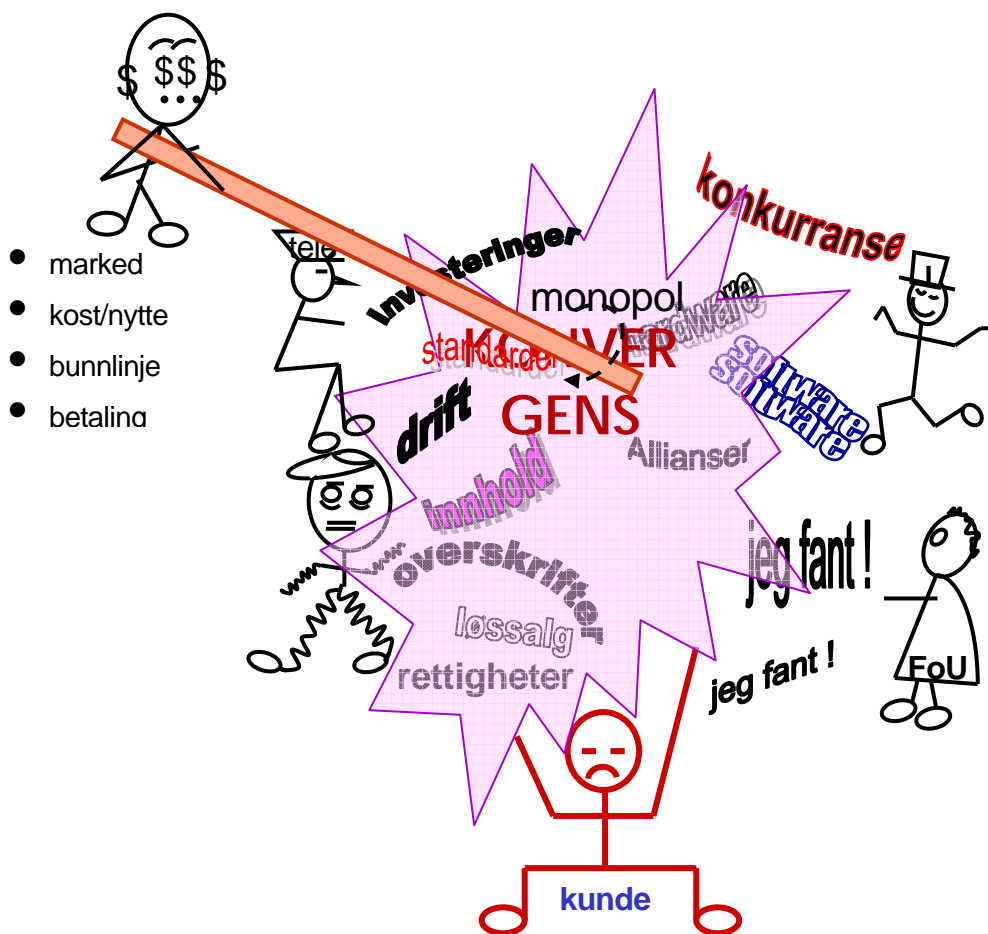 $ $$ $
konkurranse
tele
Investeringer
marked
kost/nytte
bunnlinje
betaling
monopol
hardware
KONVER
standarder
GENS
software
drift
Allianser
innhold
jeg fant !
overskrifter
løssalg
rettigheter
jeg fant !
FoU
kunde